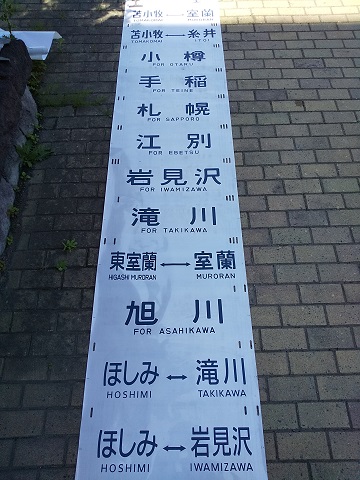 苫小牧 ― 室蘭
苫小牧 ↔ 糸井
TOMAKOMAI ITOI
小樽
FOR OTARU
手稲
FOR TEINE
札幌
FOR SAPPORO
江別
FOR EBETSU
岩見沢
FOR IWAMIZAWA
滝川
FOR TAKIKAWA
東室蘭 ↔ 室蘭
HIGASHI MURORAN MURORAN
旭川
FOR ASAHIKAWA
ほしみ ↔ 滝川
HOSHIMI TAKIKAWA
ほしみ ↔ 岩見沢
HOSHIMI IWAMIZAWA